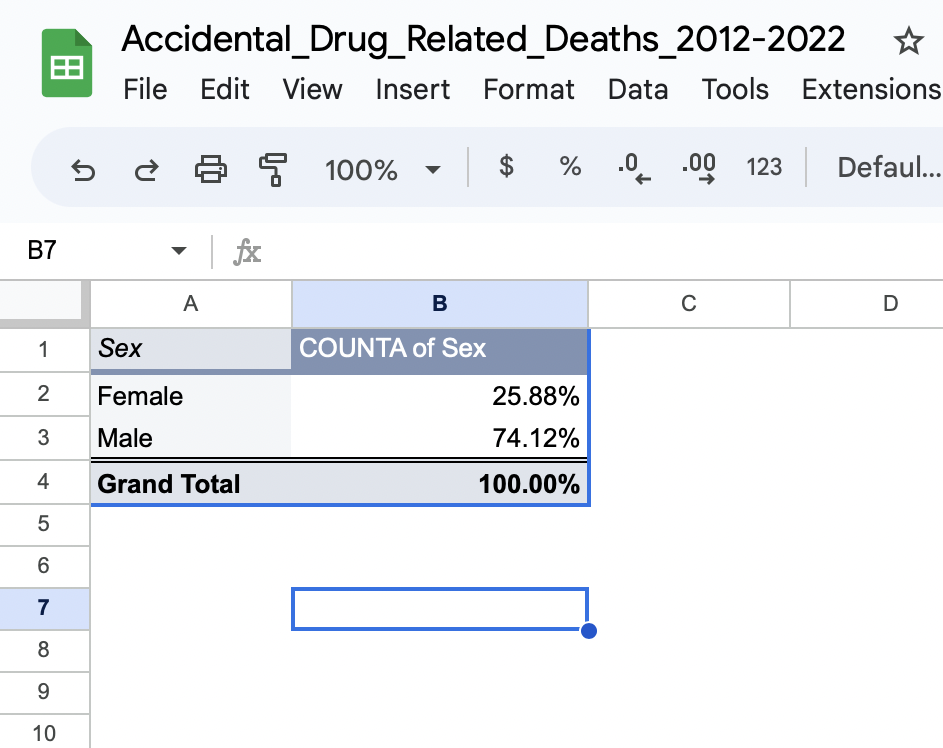 Accidental_Drug_Related_Deaths_2012-2022
File Edit View Insert Format Data Tools Extensions
100% $ % .0 .00 123 Defaul...
B7 fx
A B C D
1 Sex COUNTA of Sex
2 Female 25.88%
3 Male 74.12%
4 Grand Total 100.00%
5
6
7
8
9
10